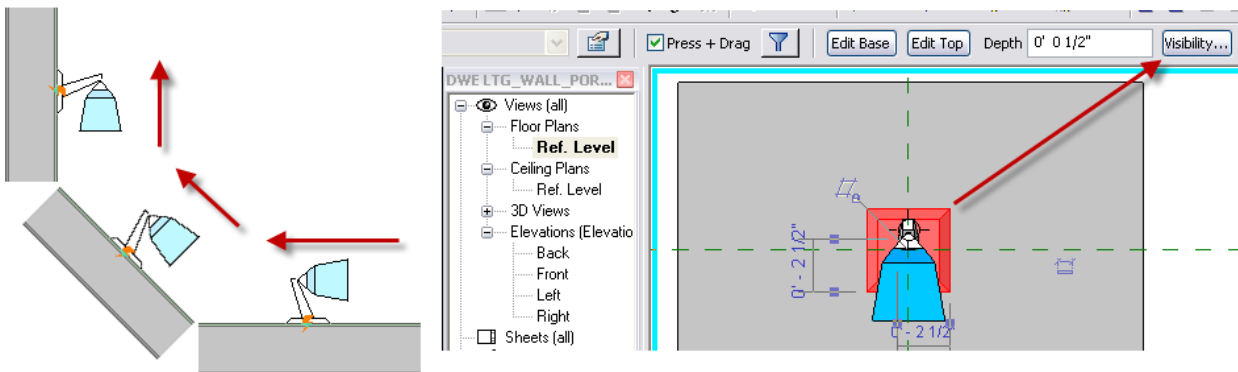 Press + Drag
Edit Base
Edit Top
Depth 0' 0 1/2"
Visibility...
DWE LTG_WALL_POR...
Views (all)
Floor Plans
Ref. Level
Ceiling Plans
Ref. Level
3D Views
Elevations (Elevatio
Back
Front
Left
Right
Sheets (all)
0' - 2 1/2"
0' - 2 1/2